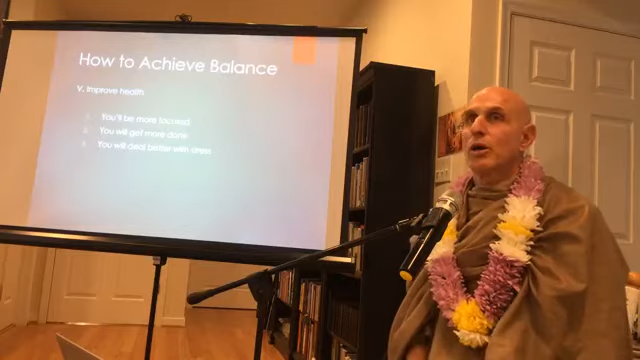 How to Achieve Balance
V. Improve health
You'll be more focused
You will get more done
You will deal better with stress